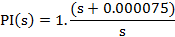 PI(s) = 1. (s + 0.000075) / s